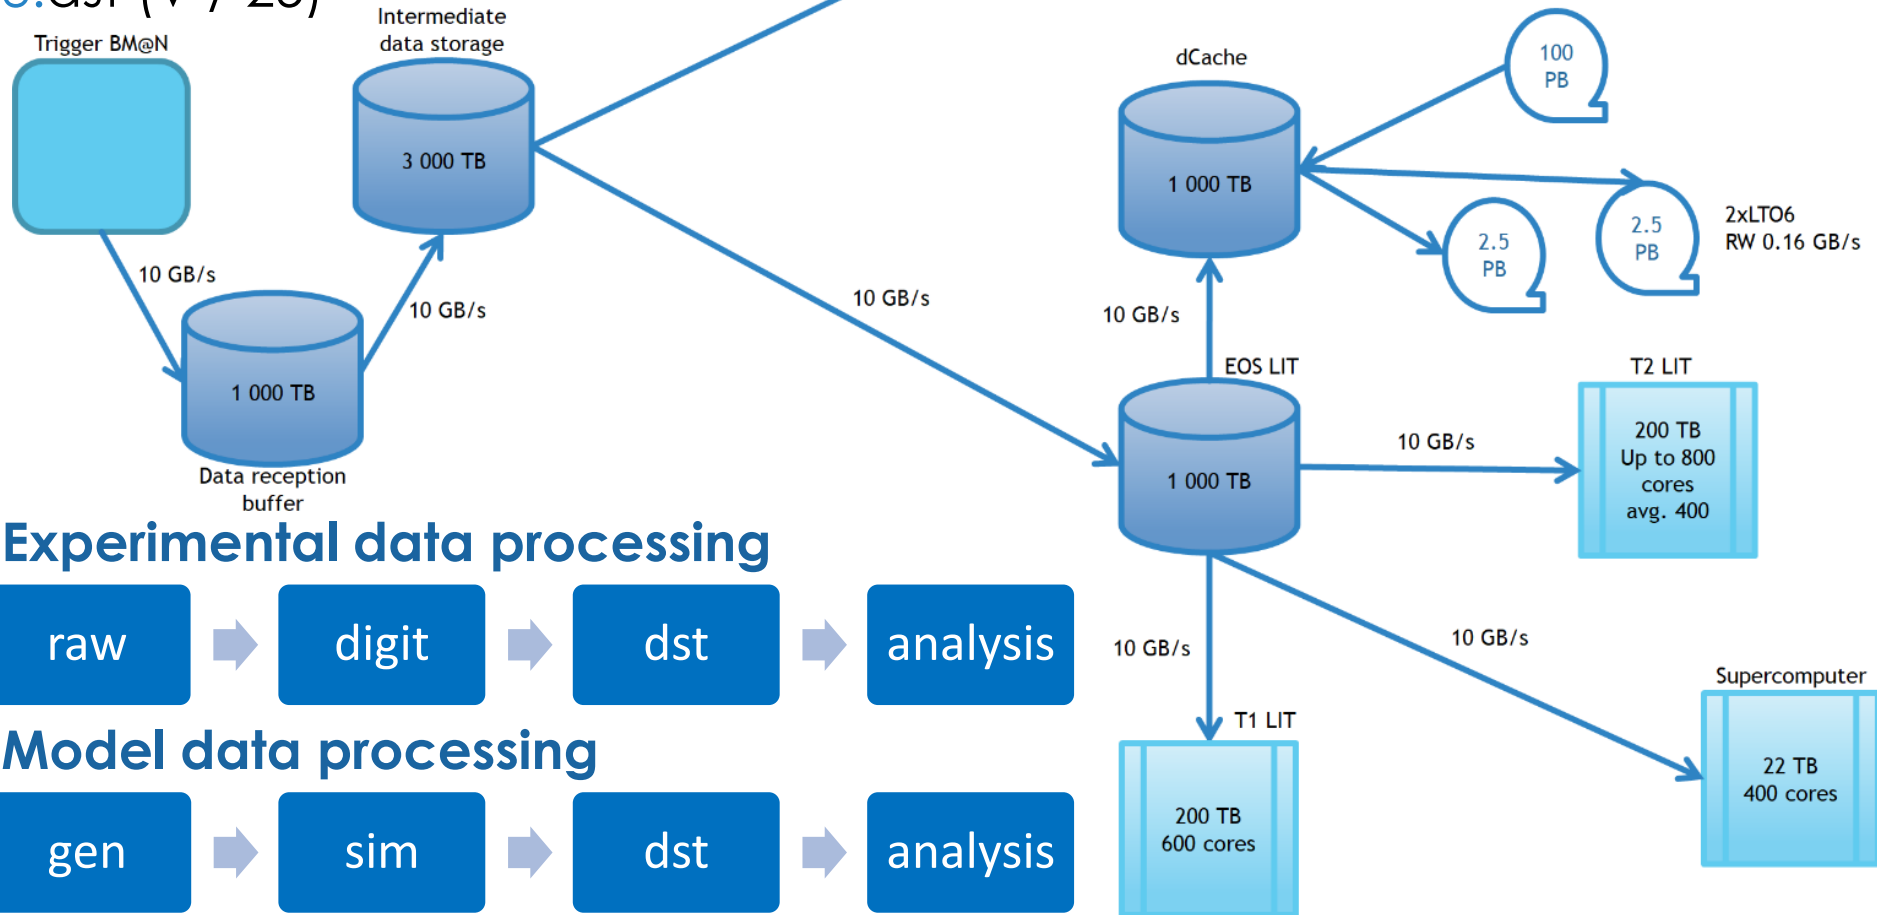 Trigger BM@N
Intermediate
data storage
3 000 TB
10 GB/s
10 GB/s
1 000 TB
Data reception
buffer
10 GB/s
dCache
1 000 TB
100
PB
2.5
PB
2.5
PB
2xLTO6
RW 0.16 GB/s
10 GB/s
EOS LIT
1 000 TB
10 GB/s
T2 LIT
200 TB
Up to 800
cores
avg. 400
10 GB/s
10 GB/s
T1 LIT
200 TB
600 cores
Supercomputer
22 TB
400 cores
Experimental data processing
raw
digit
dst
analysis
Model data processing
gen
sim
dst
analysis